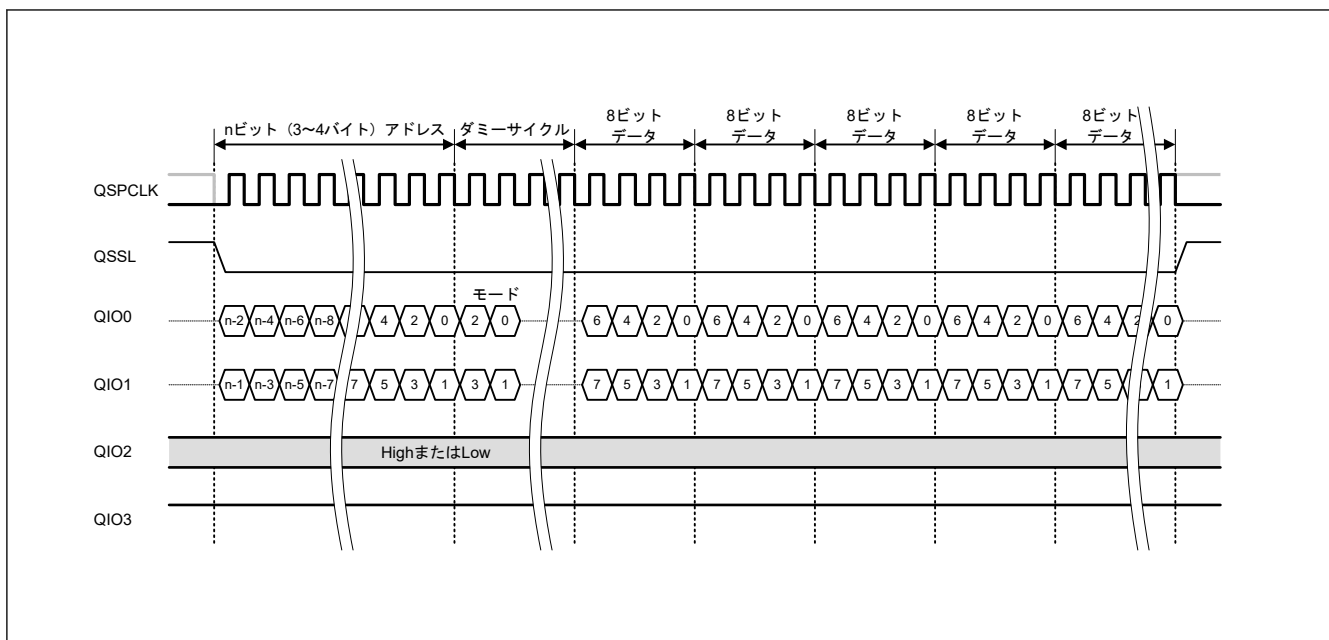 nビット（3～4バイト）アドレス ダミーサイクル 8ビット データ 8ビット データ 8ビット データ 8ビット データ 8ビット データ
QSPCLK
QSSL
モード
QIO0 n-2 n-4 n-6 n-8 4 2 0 2 0 6 4 2 0 6 4 2 0 6 4 2 0 6 4 2 0 6 4 2 0
QIO1 n-1 n-3 n-5 n-7 7 5 3 1 3 1 7 5 3 1 7 5 3 1 7 5 3 1 7 5 3 1 7 5 1
QIO2 HighまたはLow
QIO3